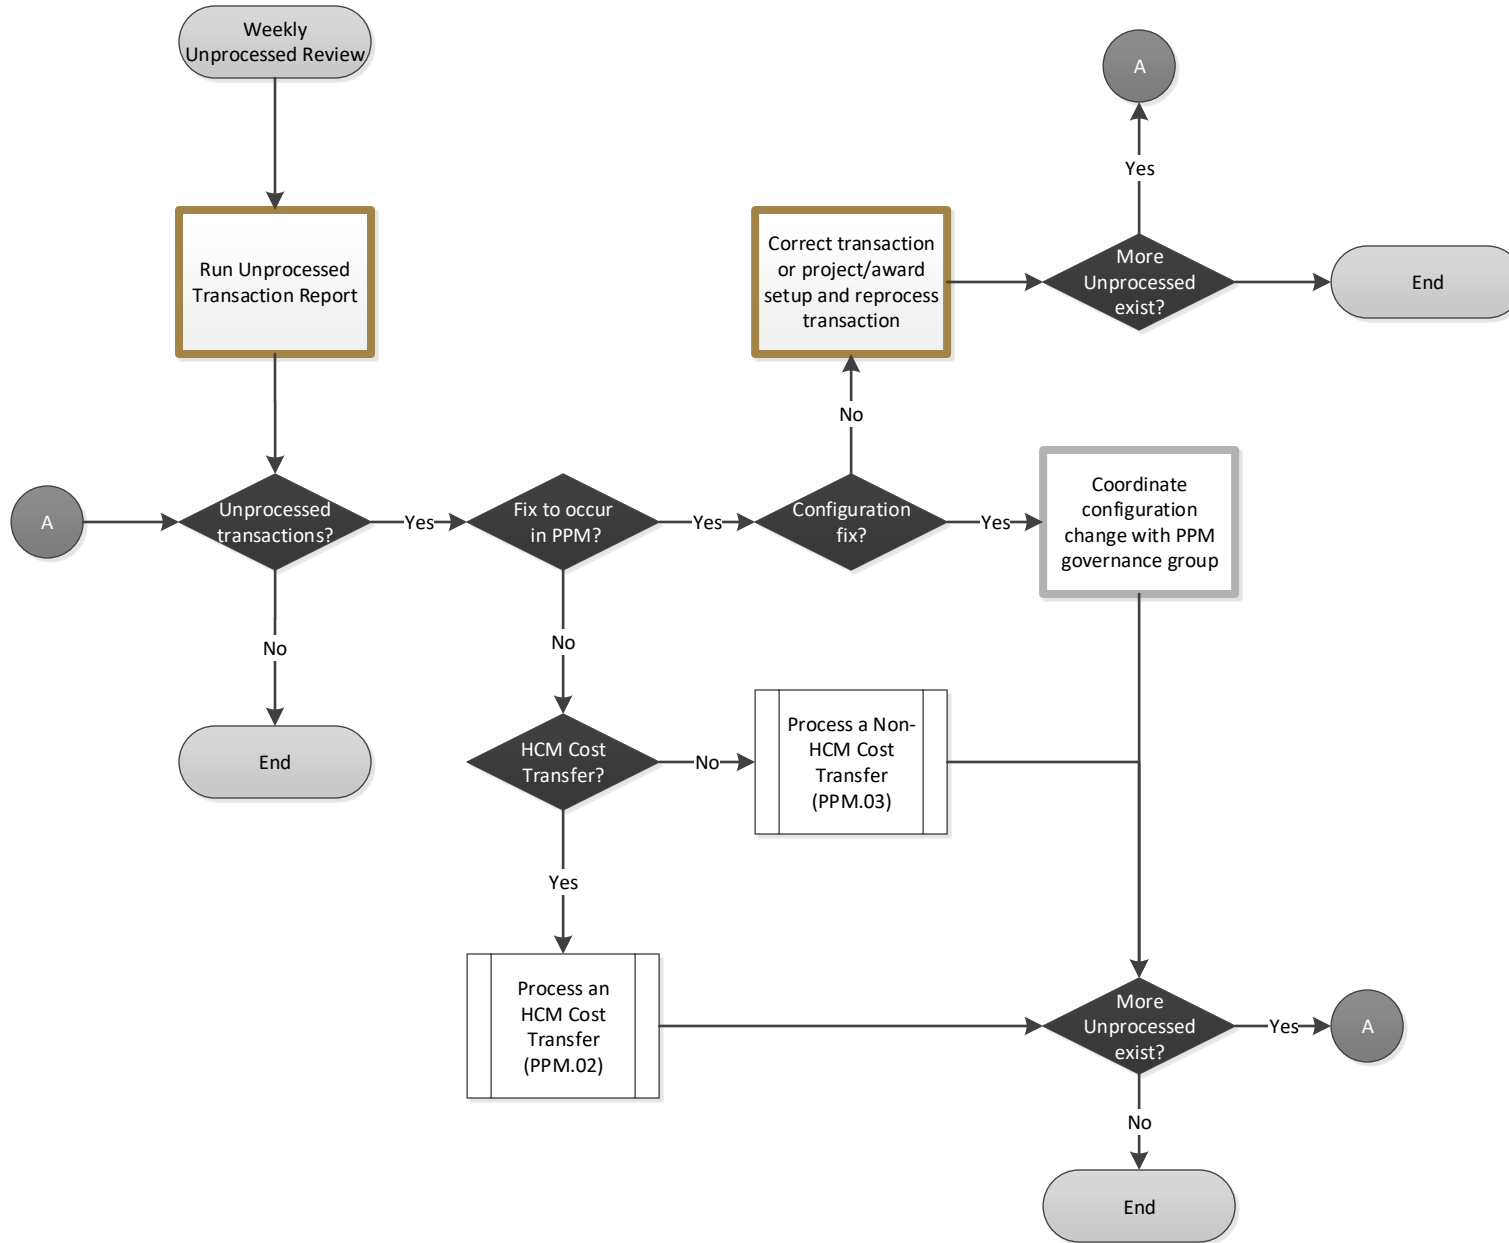 Weekly
Unprocessed Review
A
Yes
Run Unprocessed
Transaction Report
Correct transaction
or project/award
setup and reprocess
transaction
More
Unprocessed
exist?
End
No
A
Unprocessed
transactions?
Yes
Fix to occur
in PPM?
Yes
Configuration
fix?
Yes
Coordinate
configuration
change with PPM
governance group
No
No
End
HCM Cost
Transfer?
No
Process a Non-
HCM Cost
Transfer
(PPM.03)
Yes
Process an
HCM Cost
Transfer
(PPM.02)
More
Unprocessed
exist?
Yes
A
No
End